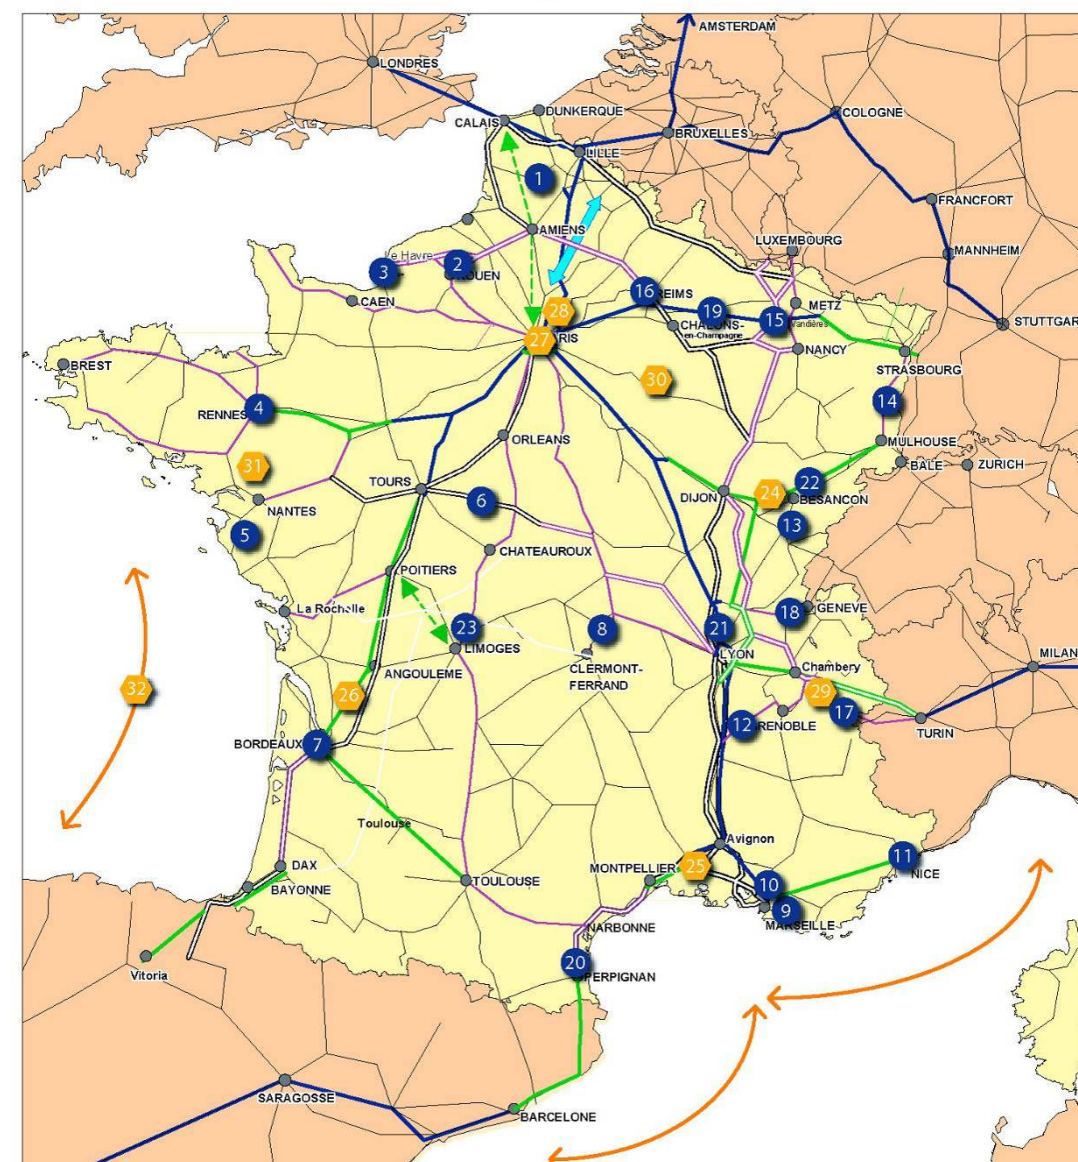 AMSTERDAM
LONDRES
DUNKERQUE
CALAIS
COLOGNE
BRUXELLES
LILLE
1
FRANCFORT
AMIENS
LUXEMBOURG
MANNHEIM
Le Havre
2
3
ROUEN
16
REIMS
METZ
CAEN
28
19
15
Vandières
STUTTGAR
CHALONS-
en-Champagne
27
NANCY
BREST
STRASBOURG
30
14
4
RENNES
ORLEANS
MULHOUSE
31
BALE
ZURICH
TOURS
22
24
DIJON
BESANCON
NANTES
6
5
13
CHATEAUROUX
POITIERS
La Rochelle
18
GENEVE
23
8
21
LIMOGES
LYON
MILAN
ANGOULEME
CLERMONT-
FERRAND
Chambery
32
26
29
17
12
RENOBLE
TURIN
BORDEAUX
7
Toulouse
Avignon
11
DAX
MONTPELLIER
25
NICE
BAYONNE
TOULOUSE
10
9
MARSEILLE
NARBONNE
20
PERPIGNAN
Vitoria
SARAGOSSE
BARCELONE